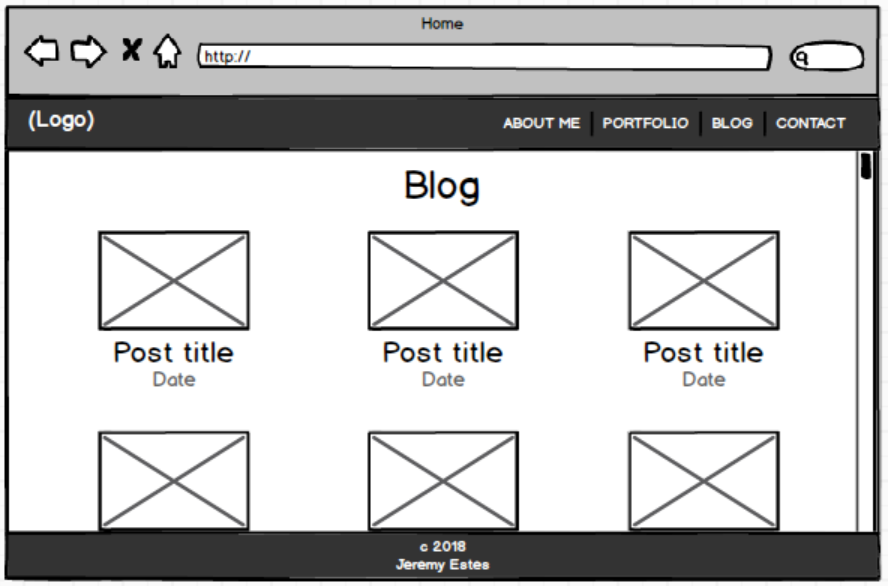 Home
http://
(Logo)
ABOUT ME PORTFOLIO BLOG CONTACT
Blog
Post title Post title Post title
Date Date Date
c 2018
Jeremy Estes